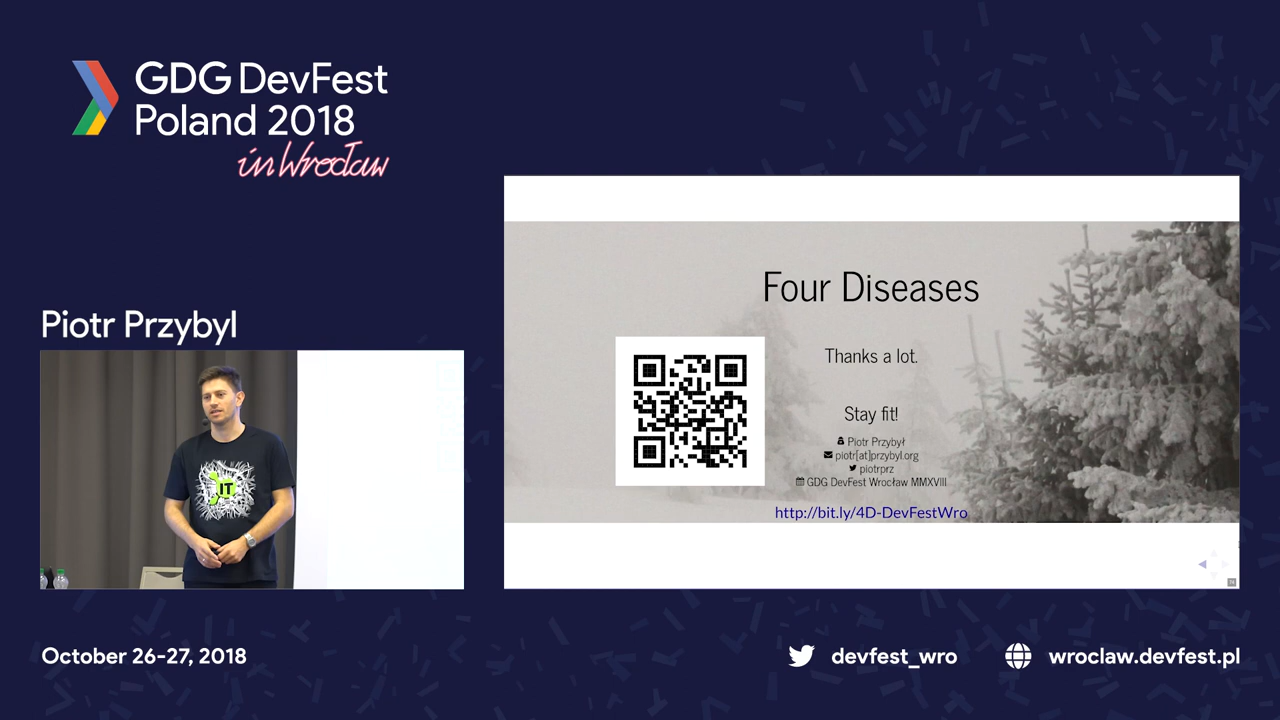 GDG DevFest
Poland 2018
in Wrocław
Piotr Przybyl
IT
Four Diseases
Thanks a lot.
Stay fit!
Piotr Przybył
piotr[at]przybyl.org
piotrprz
GDG DevFest Wrocław MMXVIII
http://bit.ly/4D-DevFestWro
October 26-27, 2018
devfest_wro
wroclaw.devfest.pl